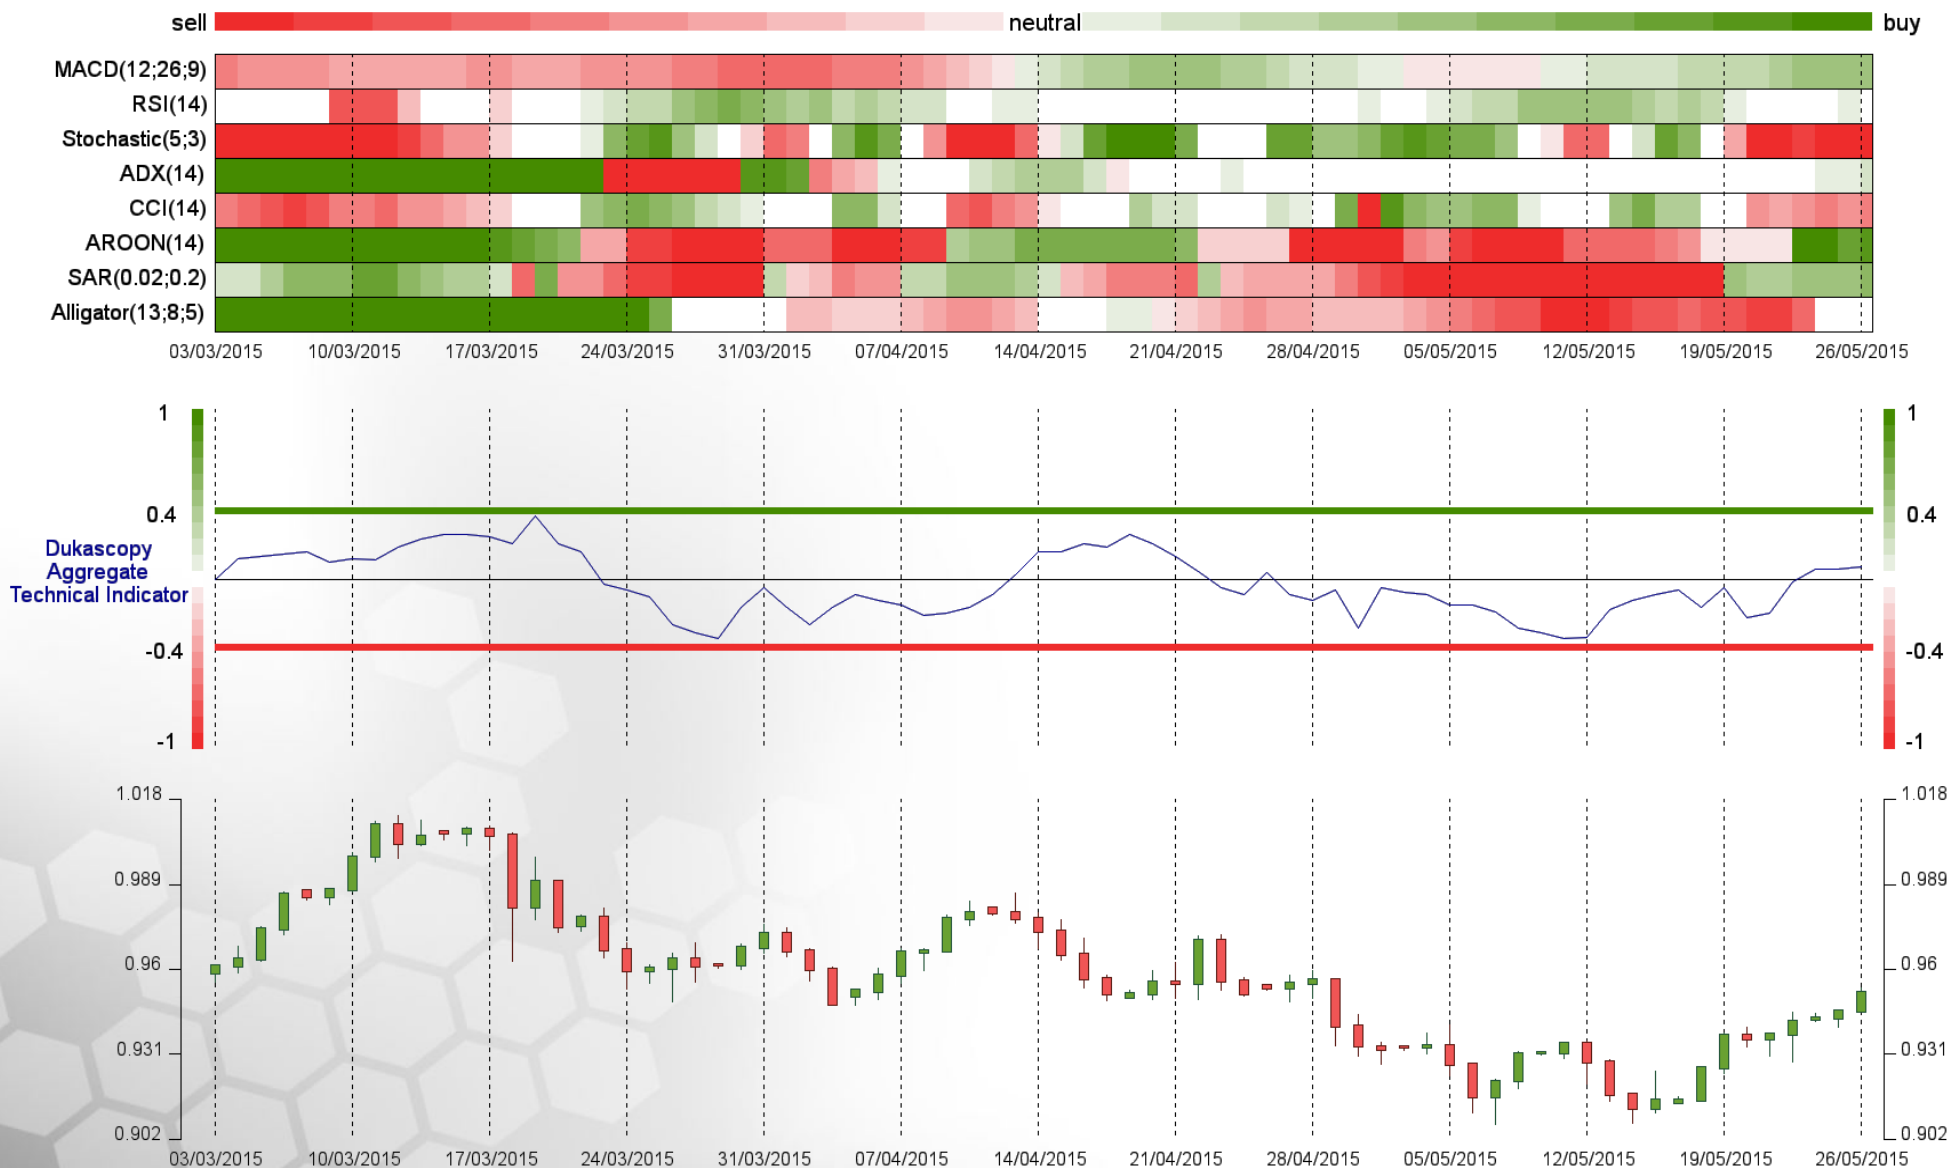 sell neutral buy
MACD(12;26;9)
RSI(14)
Stochastic(5;3)
ADX(14)
CCI(14)
AROON(14)
SAR(0.02;0.2)
Alligator(13;8;5)
03/03/2015 10/03/2015 17/03/2015 24/03/2015 31/03/2015 07/04/2015 14/04/2015 21/04/2015 28/04/2015 05/05/2015 12/05/2015 19/05/2015 26/05/2015
1 1
0.4 0.4
Dukascopy
Aggregate
Technical Indicator
-0.4 -0.4
-1 -1
1.018 1.018
0.989 0.989
0.96 0.96
0.931 0.931
0.902 0.902
03/03/2015 10/03/2015 17/03/2015 24/03/2015 31/03/2015 07/04/2015 14/04/2015 21/04/2015 28/04/2015 05/05/2015 12/05/2015 19/05/2015 26/05/2015